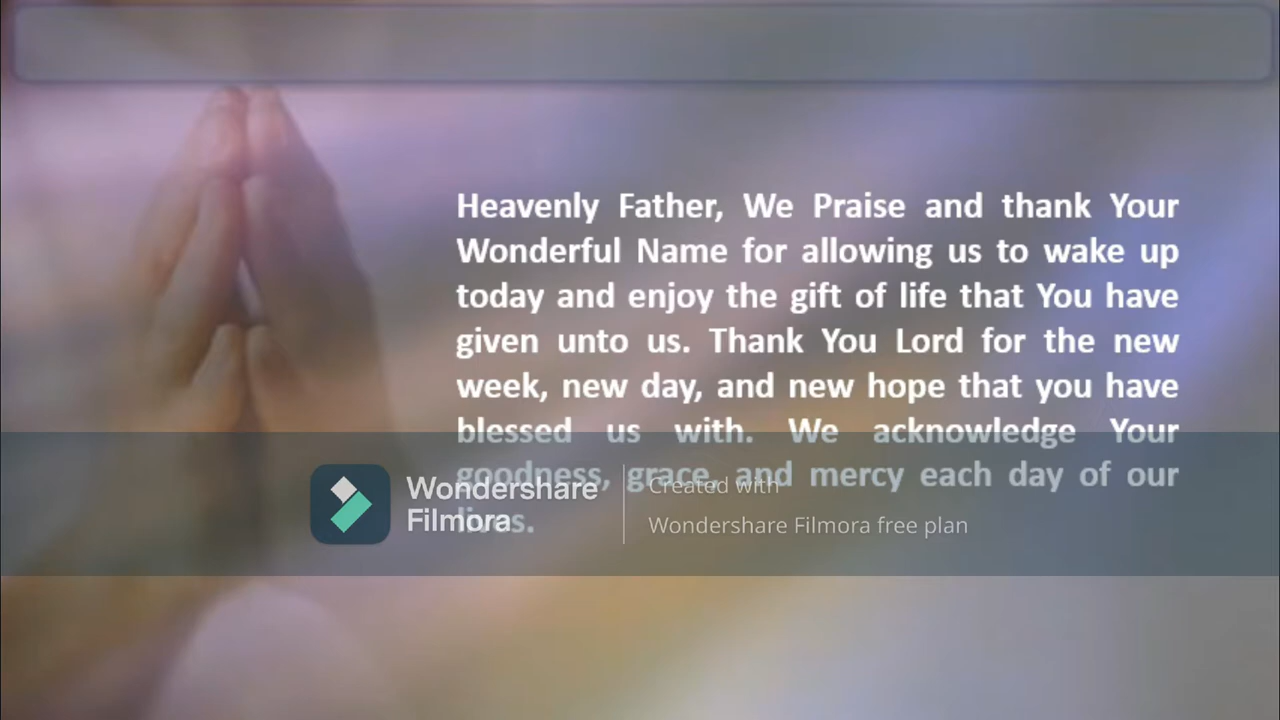 Heavenly Father, We Praise and thank Your
Wonderful Name for allowing us to wake up
today and enjoy the gift of life that You have
given unto us. Thank You Lord for the new
week, new day, and new hope that you have
blessed us with. We acknowledge Your
goodness, grace, and mercy each day of our
lives.
Wondershare
Filmora
Created with
Wondershare Filmora free plan